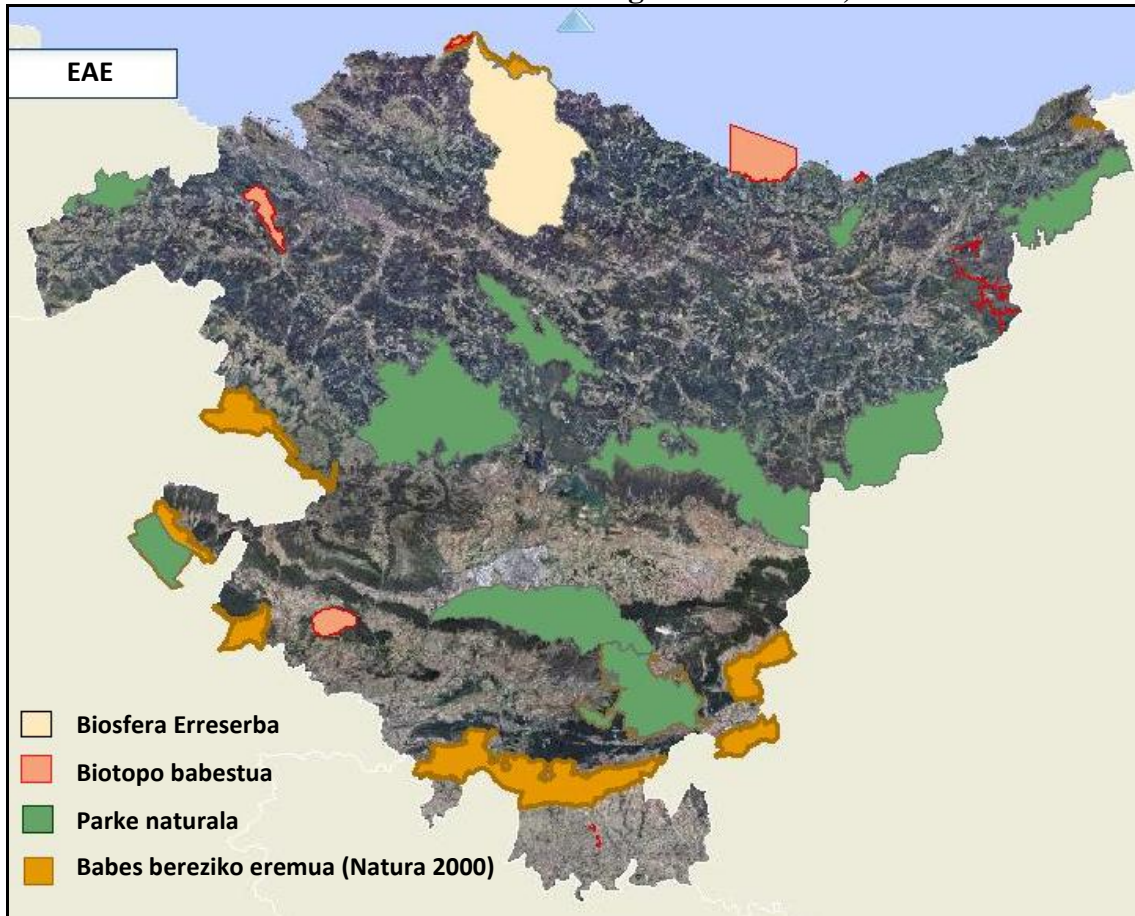 EAE
Biosfera Erreserba
Biotopo babestua
Parke naturala
Babes bereziko eremua (Natura 2000)